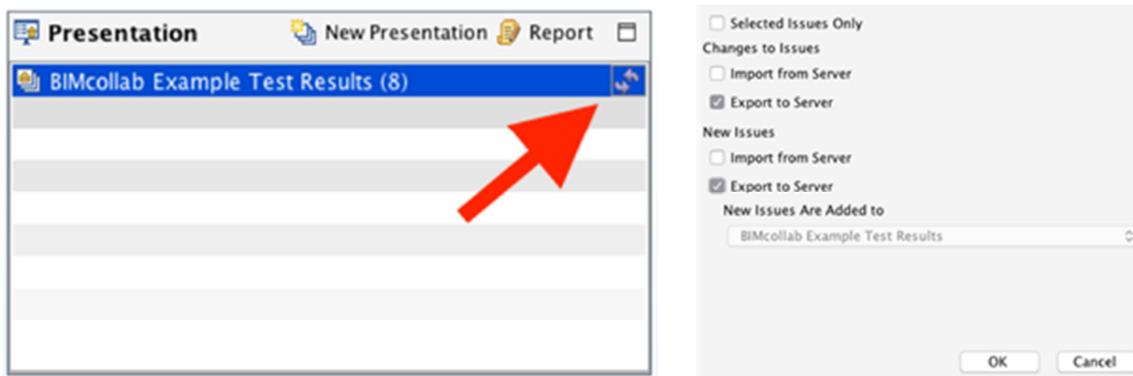 Presentation New Presentation Report
BIMcollab Example Test Results (8)
Selected Issues Only
Changes to Issues
Import from Server
Export to Server
New Issues
Import from Server
Export to Server
New Issues Are Added to
BIMcollab Example Test Results
OK Cancel